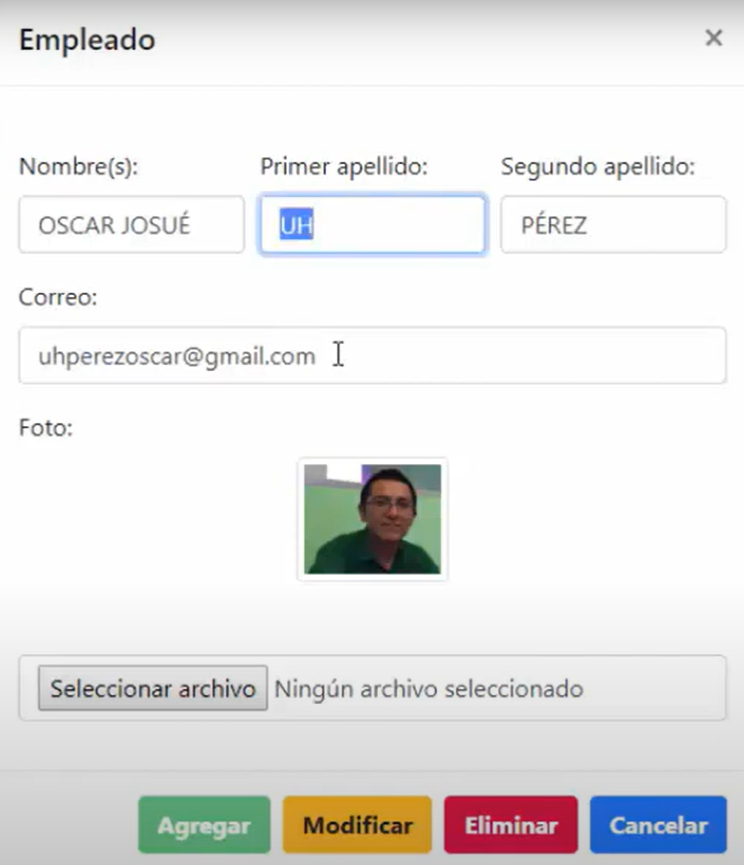 Empleado ×
Nombre(s): Primer apellido: Segundo apellido:
OSCAR JOSUÉ UH PÉREZ
Correo:
uhperezoscar@gmail.com
Foto:
Seleccionar archivo Ningún archivo seleccionado
Agregar Modificar Eliminar Cancelar